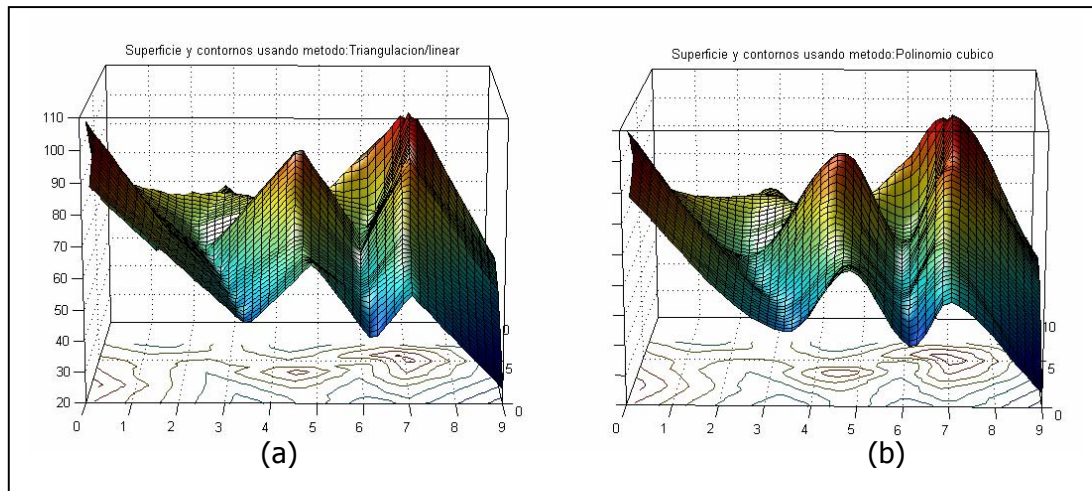 Superficie y contornos usando metodo:Triangulacion/linear
110
100
90
80
70
60
50
40
30
20
0 1 2 3 4 5 6 7 8 9
0
5
0
(a)
Superficie y contornos usando metodo:Polinomio cubico
0 1 2 3 4 5 6 7 8 9
10
5
0
(b)